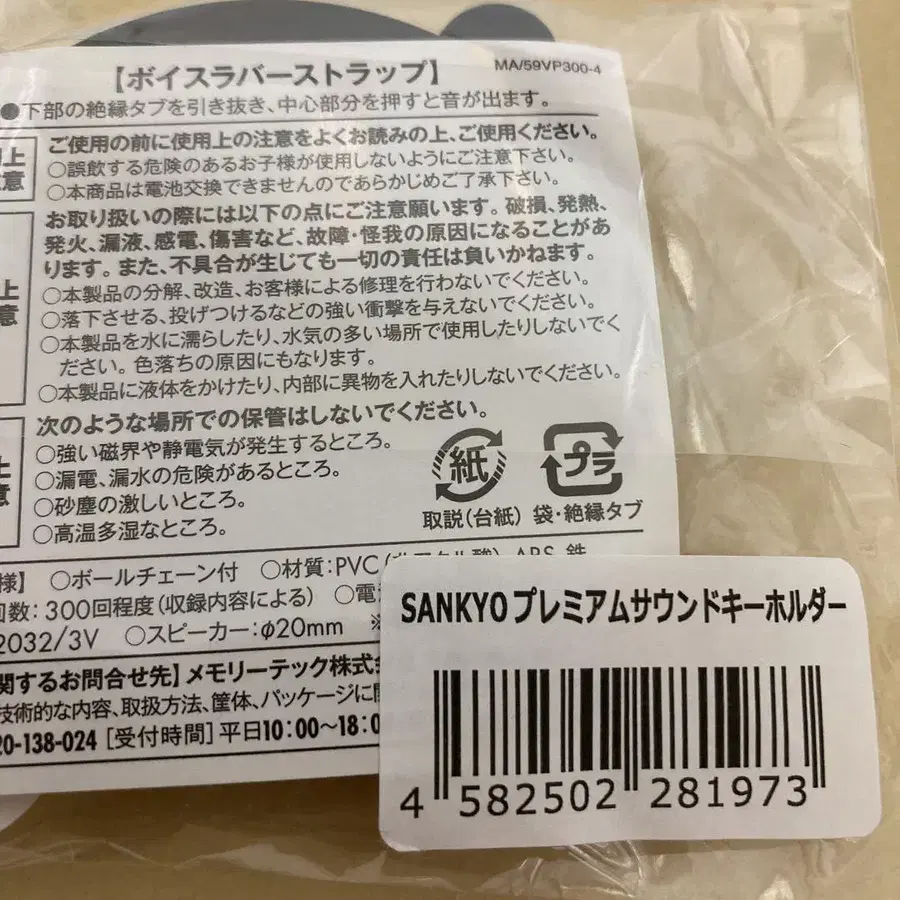 【ボイスラバーストラップ】
MA/59VP300-4
●下部の絶縁タブを引き抜き、中心部分を押すと音が出ます。
ご使用の前に使用上の注意をよくお読みの上、ご使用ください。
○誤飲する危険のあるお子様が使用しないようにご注意下さい。
○本商品は電池交換できませんのであらかじめご了承下さい。
上
意
お取り扱いの際には以下の点にご注意願います。破損、発熱、
発火、漏液、感電、傷害など、故障・怪我の原因になることがあ
ります。また、不具合が生じても一切の責任は負いかねます。
○本製品の分解、改造、お客様による修理を行わないでください。
○落下させる、投げつけるなどの強い衝撃を与えないでください。
○本製品を水に濡らしたり、水気の多い場所で使用したりしないでく
ださい。色落ちの原因にもなります。
○本製品に液体をかけたり、内部に異物を入れたりしないでください。
上
意
次のような場所での保管はしないでください。
○強い磁界や静電気が発生するところ。
○漏電、漏水の危険があるところ。
○砂塵の激しいところ。
○高温多湿なところ。
紙
プラ
取説(台紙) 袋・絶縁タブ
様】 ○ボールチェーン付 ○材質:PVC ABS 鉄
回数: 300回程度(収録内容による) ○電
2032/3V ○スピーカー:φ20mm
関するお問合せ先】メモリーテック株式
技術的な内容、取扱方法、筐体、パッケージに
20-138-024 [受付時間] 平日10:00〜18:0
SANKYOプレミアムサウンドキーホルダー
4 582502 281973